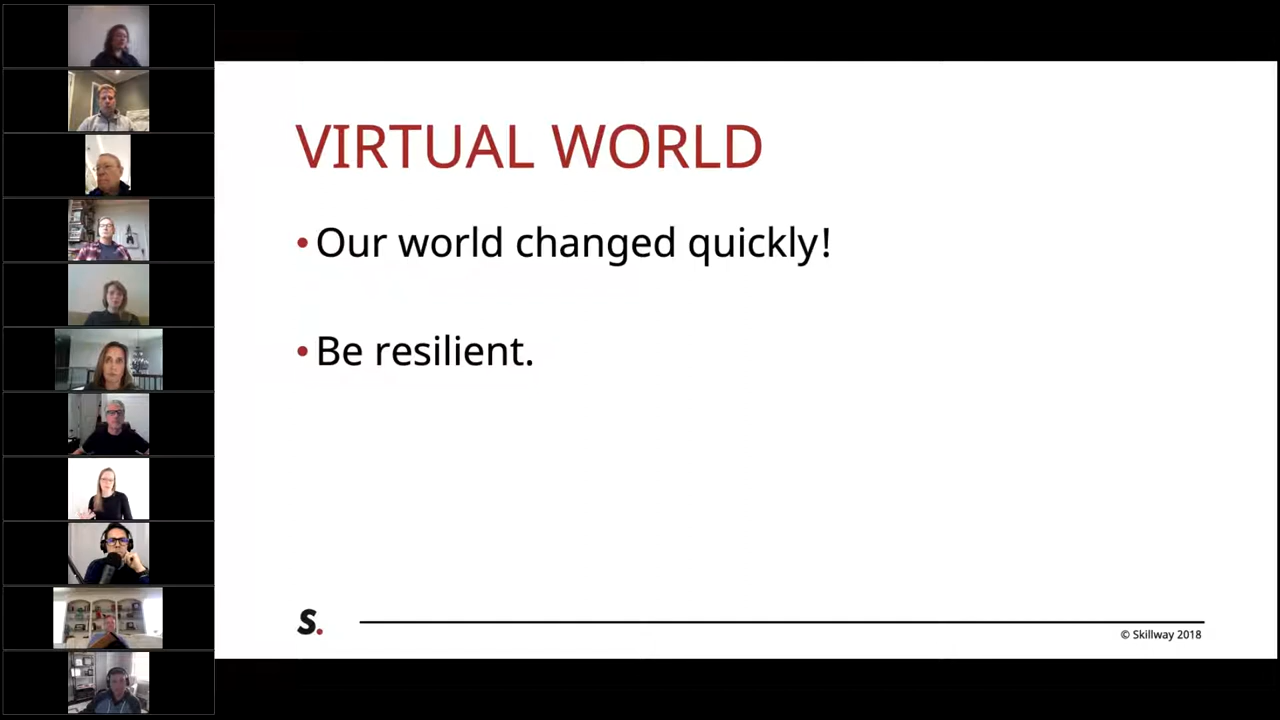 VIRTUAL WORLD
• Our world changed quickly!
• Be resilient.
S.
© Skillway 2018